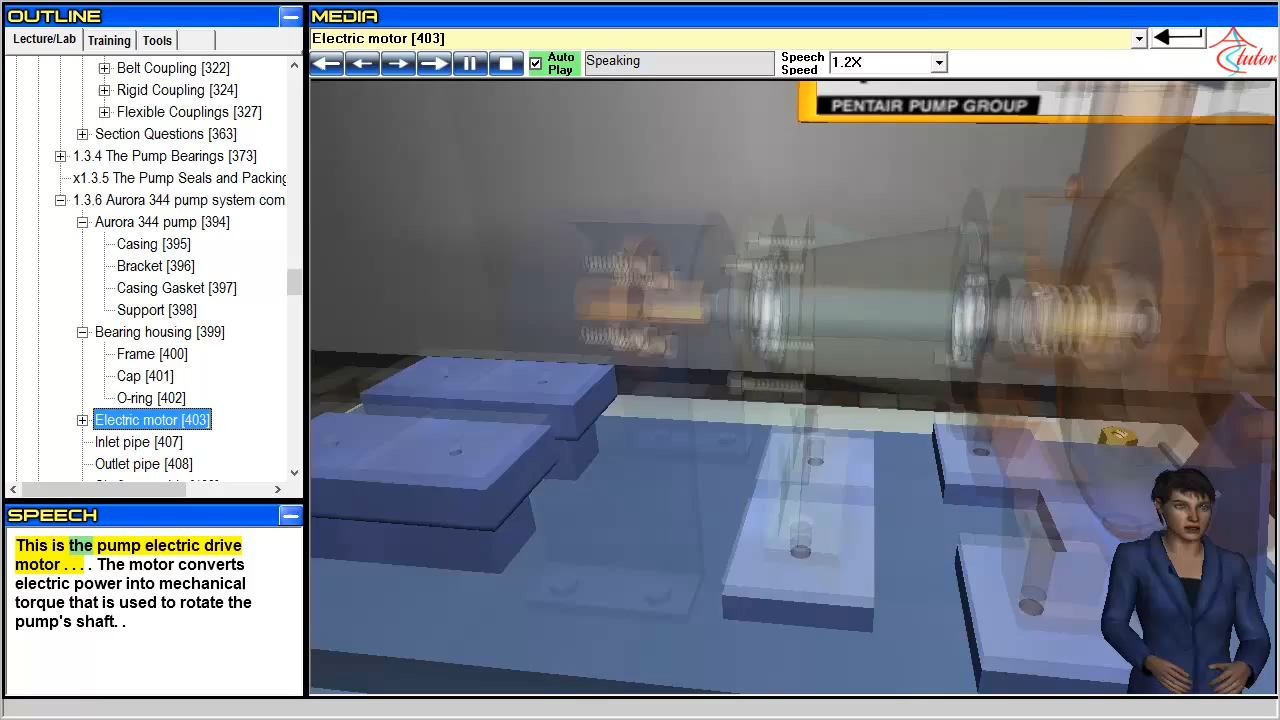 OUTLINE
Lecture/Lab Training Tools
Belt Coupling [322]
Rigid Coupling [324]
Flexible Couplings [327]
Section Questions [363]
1.3.4 The Pump Bearings [373]
x1.3.5 The Pump Seals and Packing
1.3.6 Aurora 344 pump system com
Aurora 344 pump [394]
Casing [395]
Bracket [396]
Casing Gasket [397]
Support [398]
Bearing housing [399]
Frame [400]
Cap [401]
O-ring [402]
Electric motor [403]
Inlet pipe [407]
Outlet pipe [408]
SPEECH
This is the pump electric drive
motor . . . . The motor converts
electric power into mechanical
torque that is used to rotate the
pump's shaft. .
MEDIA
Electric motor [403]
Auto
Play
Speaking
Speech
Speed
1.2X
tutor
PENTAIR PUMP GROUP